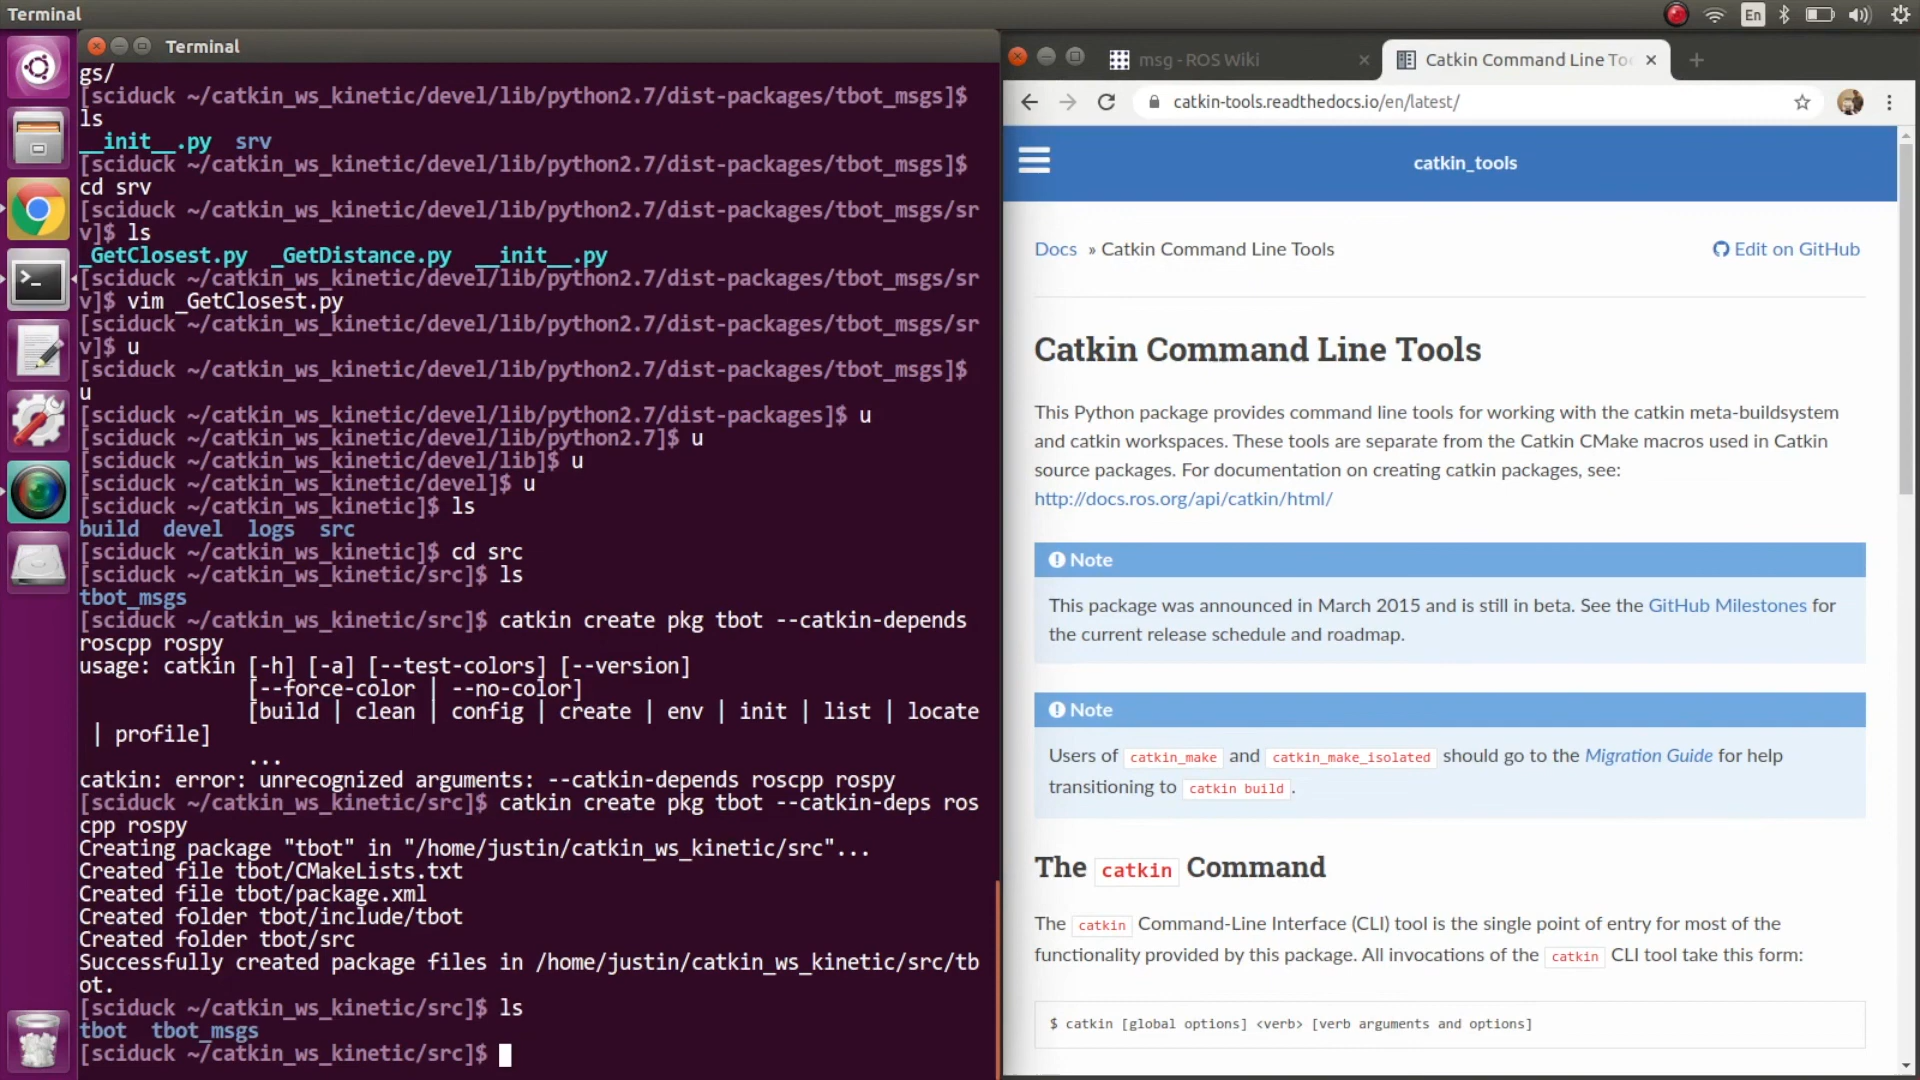 Terminal
En
Terminal
gs/
[sciduck ~/catkin_ws_kinetic/devel/lib/python2.7/dist-packages/tbot_msgs]$
ls
__init__.py  srv
[sciduck ~/catkin_ws_kinetic/devel/lib/python2.7/dist-packages/tbot_msgs]$
cd srv
[sciduck ~/catkin_ws_kinetic/devel/lib/python2.7/dist-packages/tbot_msgs/sr
v]$ ls
_GetClosest.py  _GetDistance.py  __init__.py
[sciduck ~/catkin_ws_kinetic/devel/lib/python2.7/dist-packages/tbot_msgs/sr
v]$ vim _GetClosest.py
[sciduck ~/catkin_ws_kinetic/devel/lib/python2.7/dist-packages/tbot_msgs/sr
v]$ u
[sciduck ~/catkin_ws_kinetic/devel/lib/python2.7/dist-packages/tbot_msgs]$
u
[sciduck ~/catkin_ws_kinetic/devel/lib/python2.7/dist-packages]$ u
[sciduck ~/catkin_ws_kinetic/devel/lib/python2.7]$ u
[sciduck ~/catkin_ws_kinetic/devel/lib]$ u
[sciduck ~/catkin_ws_kinetic/devel]$ u
[sciduck ~/catkin_ws_kinetic]$ ls
build  devel  logs  src
[sciduck ~/catkin_ws_kinetic]$ cd src
[sciduck ~/catkin_ws_kinetic/src]$ ls
tbot_msgs
[sciduck ~/catkin_ws_kinetic/src]$ catkin create pkg tbot --catkin-depends
roscpp rospy
usage: catkin [-h] [-a] [--test-colors] [--version]
[--force-color | --no-color]
[build | clean | config | create | env | init | list | locate
| profile]
...
catkin: error: unrecognized arguments: --catkin-depends roscpp rospy
[sciduck ~/catkin_ws_kinetic/src]$ catkin create pkg tbot --catkin-deps ros
cpp rospy
Creating package "tbot" in "/home/justin/catkin_ws_kinetic/src"...
Created file tbot/CMakeLists.txt
Created file tbot/package.xml
Created folder tbot/include/tbot
Created folder tbot/src
Successfully created package files in /home/justin/catkin_ws_kinetic/src/tb
ot.
[sciduck ~/catkin_ws_kinetic/src]$ ls
tbot  tbot_msgs
[sciduck ~/catkin_ws_kinetic/src]$
msg - ROS Wiki
Catkin Command Line Too
catkin-tools.readthedocs.io/en/latest/
catkin_tools
Docs » Catkin Command Line Tools
Edit on GitHub
Catkin Command Line Tools
This Python package provides command line tools for working with the catkin meta-buildsystem
and catkin workspaces. These tools are separate from the Catkin CMake macros used in Catkin
source packages. For documentation on creating catkin packages, see:
http://docs.ros.org/api/catkin/html/
Note
This package was announced in March 2015 and is still in beta. See the GitHub Milestones for
the current release schedule and roadmap.
Note
Users of catkin_make and catkin_make_isolated should go to the Migration Guide for help
transitioning to catkin build.
The catkin Command
The catkin Command-Line Interface (CLI) tool is the single point of entry for most of the
functionality provided by this package. All invocations of the catkin CLI tool take this form:
$ catkin [global options] <verb> [verb arguments and options]